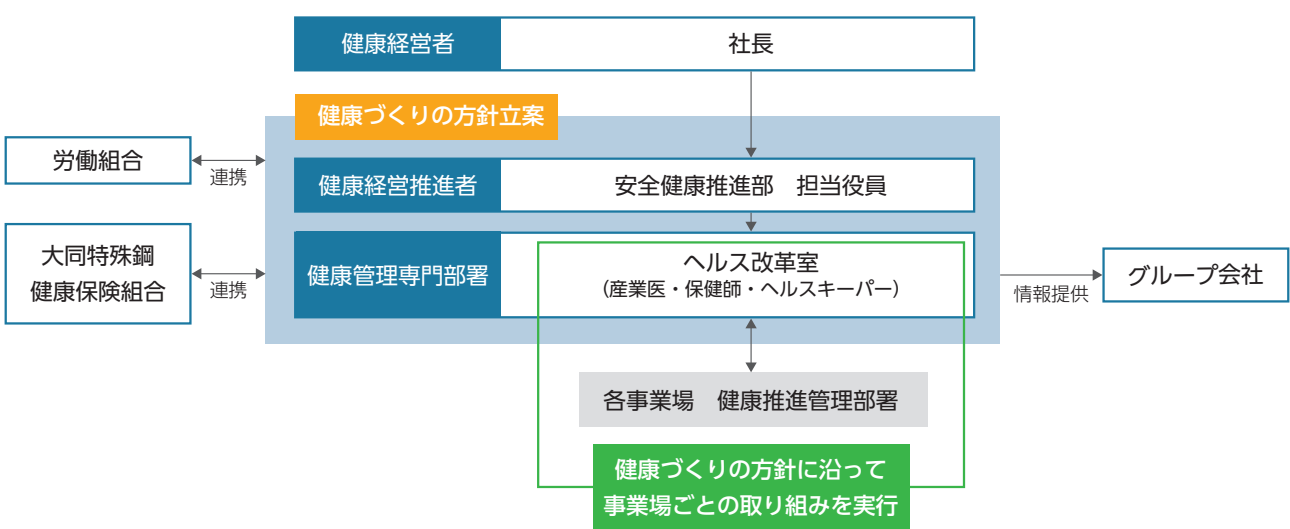 健康経営者
社長
健康づくりの方針立案
労働組合
連携
健康経営推進者
安全健康推進部　担当役員
大同特殊鋼
健康保険組合
連携
健康管理専門部署
ヘルス改革室
（産業医・保健師・ヘルスキーパー）
情報提供
グループ会社
各事業場　健康推進管理部署
健康づくりの方針に沿って
事業場ごとの取り組みを実行